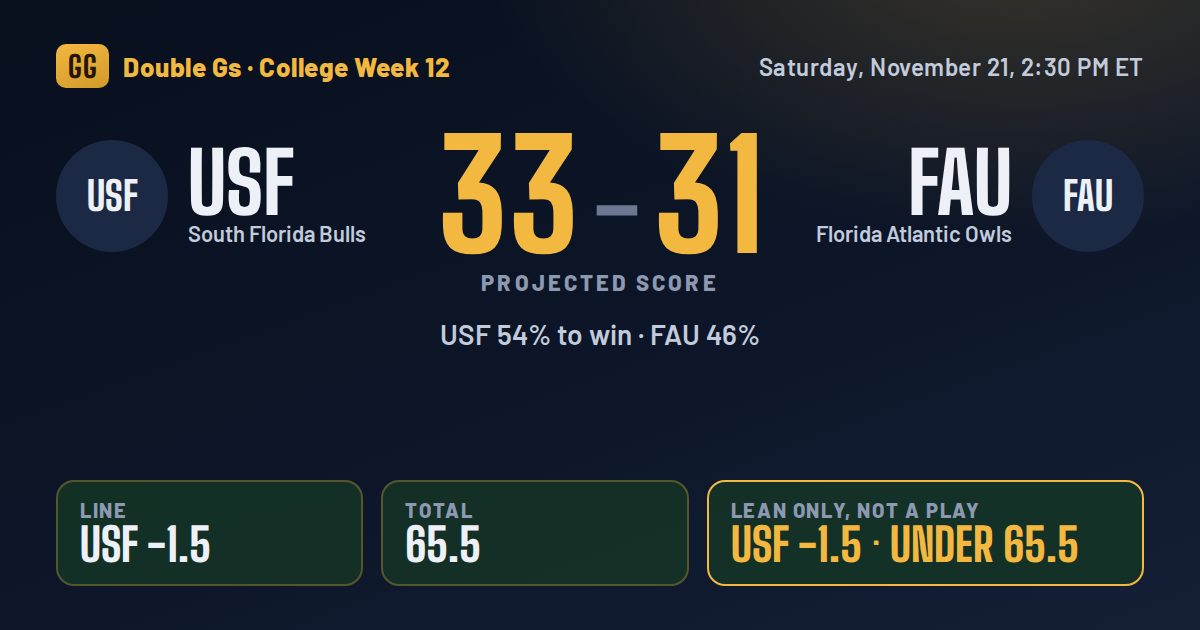 GG Double Gs · College Week 12
Saturday, November 21, 2:30 PM ET
USF
USF
South Florida Bulls
33 – 31
PROJECTED SCORE
USF 54% to win · FAU 46%
FAU
Florida Atlantic Owls
FAU
LINE
USF −1.5
TOTAL
65.5
LEAN ONLY, NOT A PLAY
USF −1.5 · UNDER 65.5